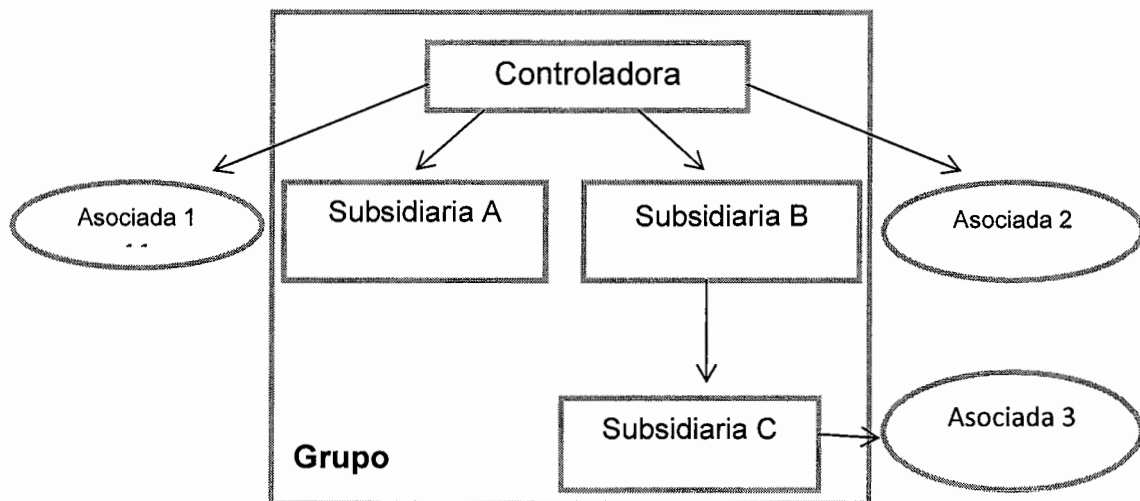 Controladora
Asociada 1
Subsidiaria A
Subsidiaria B
Asociada 2
Subsidiaria C
Asociada 3
Grupo